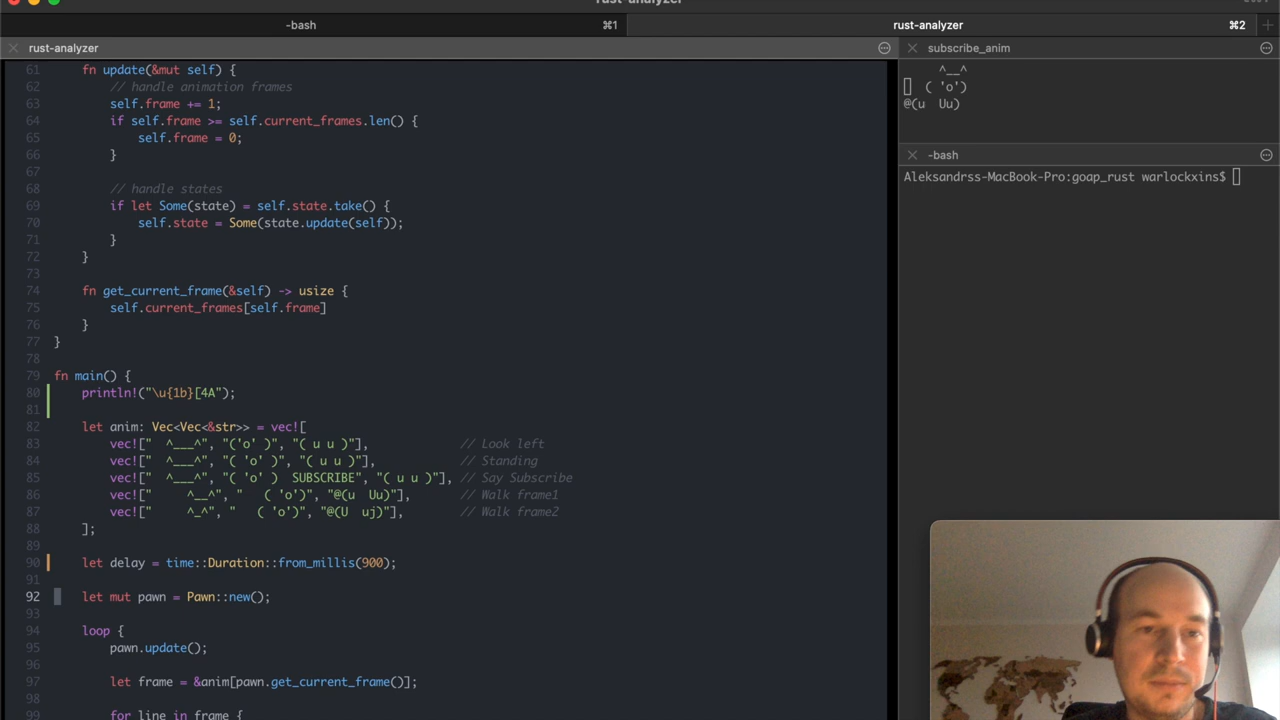 rust-analyzer
-bash ⌘1 rust-analyzer ⌘2
rust-analyzer
61 fn update(&mut self) {
62 // handle animation frames
63 self.frame += 1;
64 if self.frame >= self.current_frames.len() {
65 self.frame = 0;
66 }
67
68 // handle states
69 if let Some(state) = self.state.take() {
70 self.state = Some(state.update(self));
71 }
72 }
73
74 fn get_current_frame(&self) -> usize {
75 self.current_frames[self.frame]
76 }
77 }
78
79 fn main() {
80 println!("\u{1b}[4A");
81
82 let anim: Vec<Vec<&str>> = vec![
83 vec!["  ^___^", "('o' )", "( u u )"], // Look left
84 vec!["  ^___^", "( 'o' )", "( u u )"], // Standing
85 vec!["  ^___^", "( 'o' )  SUBSCRIBE", "( u u )"], // Say Subscribe
86 vec!["     ^__^", "   ( 'o')", "@(u  Uu)"], // Walk frame1
87 vec!["     ^_^", "   ( 'o')", "@(U  uj)"], // Walk frame2
88 ];
89
90 let delay = time::Duration::from_millis(900);
91
92 let mut pawn = Pawn::new();
93
94 loop {
95 pawn.update();
96
97 let frame = &anim[pawn.get_current_frame()];
98
99 for line in frame {
subscribe_anim
^__^
( 'o')
@(u  Uu)
-bash
Aleksandrss-MacBook-Pro:goap_rust warlockxins$